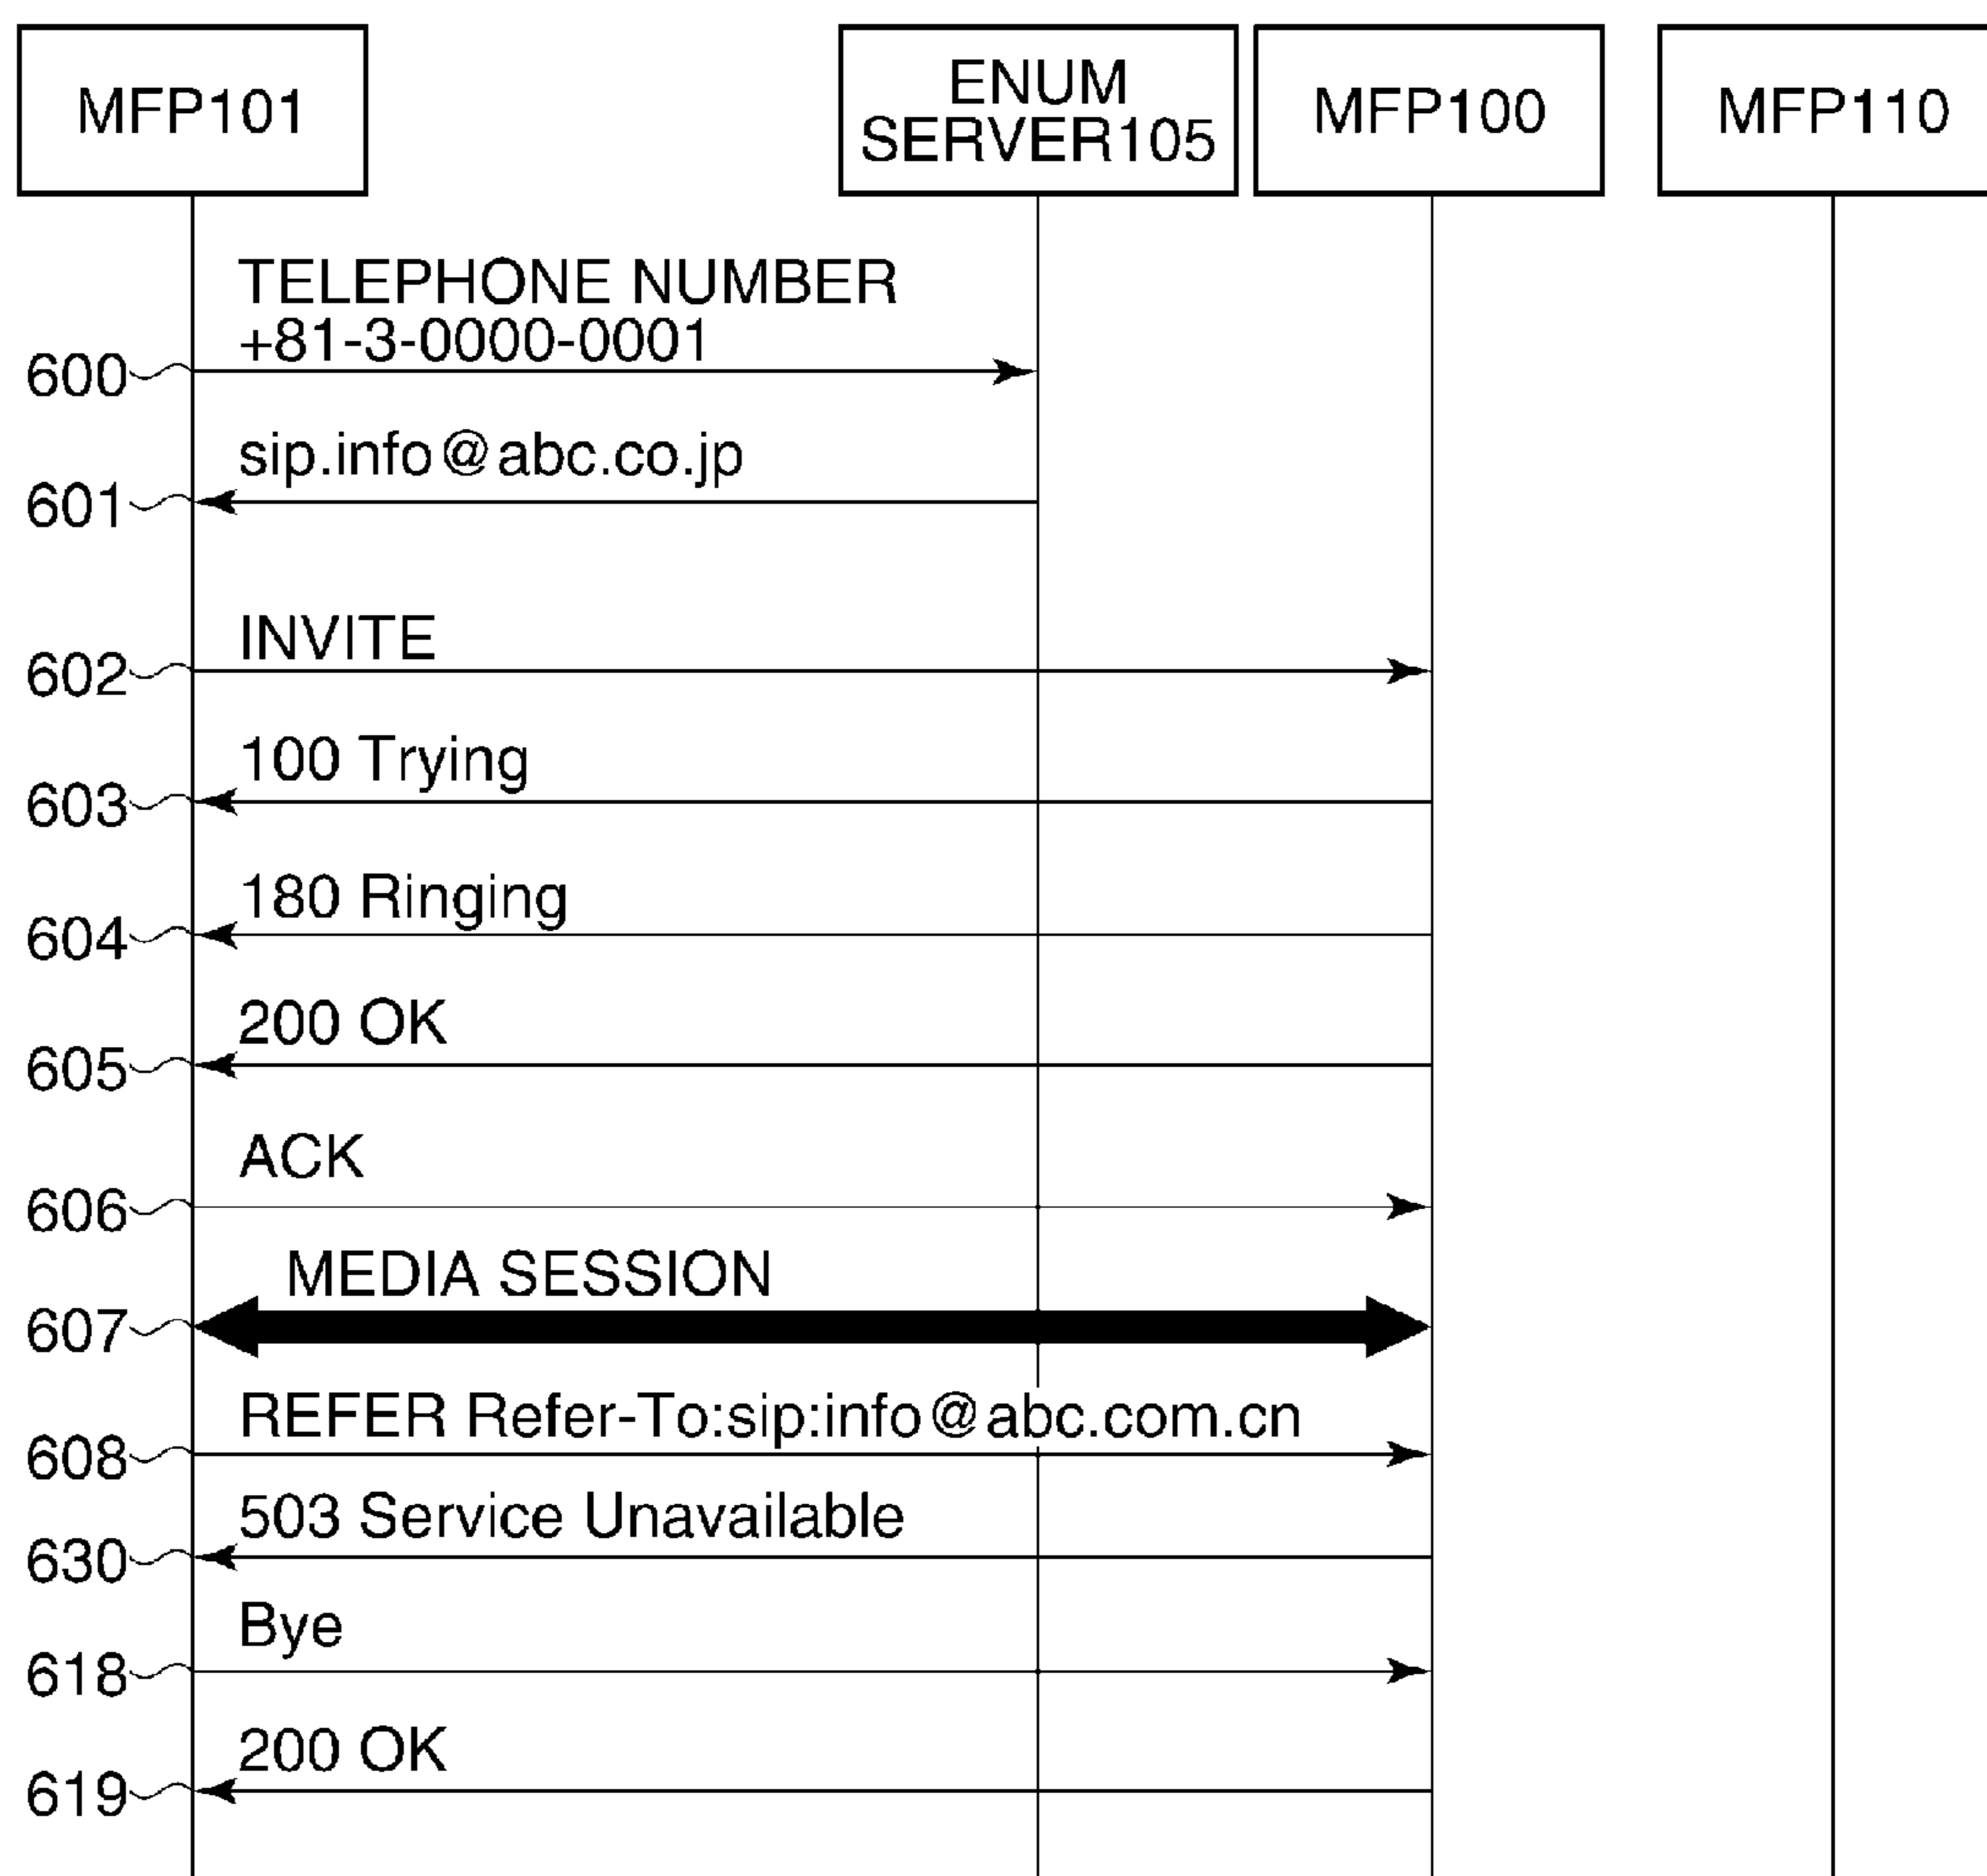 MFP101
ENUM
SERVER105
MFP100
MFP110
TELEPHONE NUMBER
+81-3-0000-0001
600
sip.info@abc.co.jp
601
INVITE
602
100 Trying
603
180 Ringing
604
200 OK
605
ACK
606
MEDIA SESSION
607
REFER Refer-To:sip:info@abc.com.cn
608
503 Service Unavailable
630
Bye
618
200 OK
619